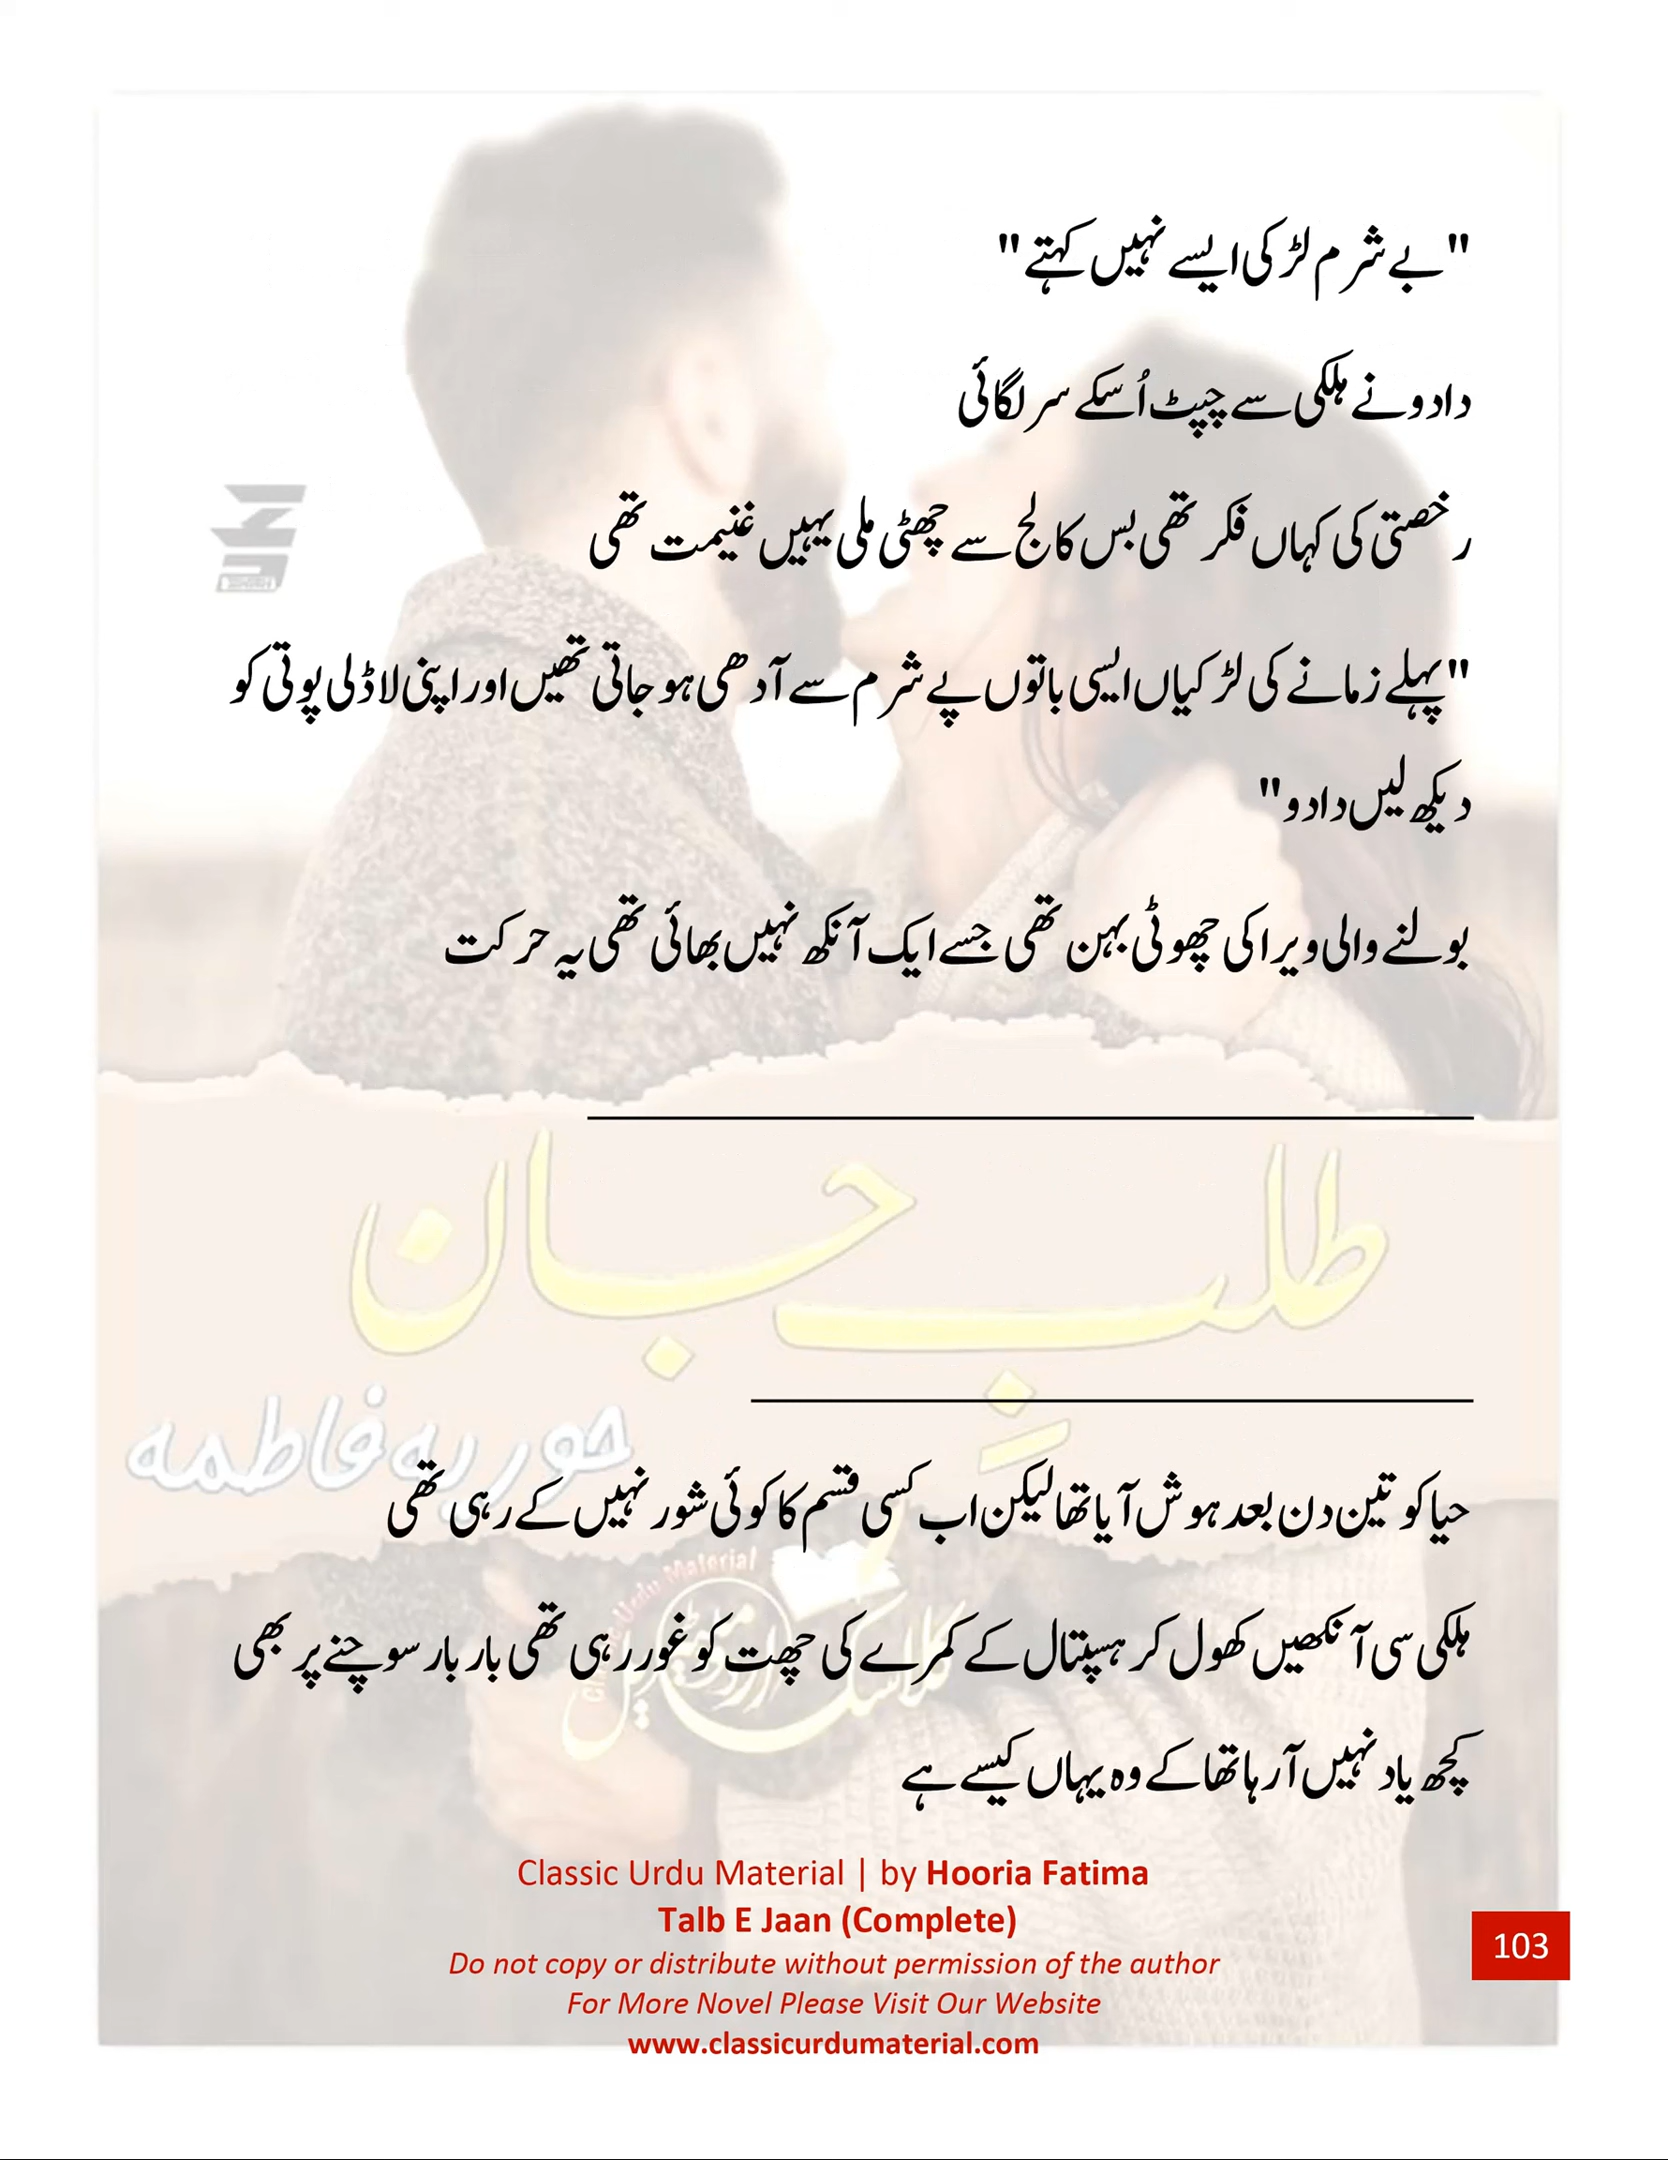 "بے شرم لڑکی ایسے نہیں کہتے"
دادو نے ہلکی سے چپٹ اُسکے سر لگائی
رخصتی کی کہاں فکر تھی بس کالج سے چھٹی ملی یہیں غنیمت تھی
"پہلے زمانے کی لڑکیاں ایسی باتوں پے شرم سے آدھی ہو جاتی تھیں اور اپنی لاڈلی پوتی کو
دیکھ لیں دادو"
بولنے والی ویرا کی چھوٹی بہن تھی جسے ایک آنکھ نہیں بھائی تھی یہ حرکت
طلبِ جان
حوریہ فاطمہ
حیا کو تین دن بعد ہوش آیا تھا لیکن اب کسی قسم کا کوئی شور نہیں کے رہی تھی
ہلکی سی آنکھیں کھول کر ہسپتال کے کمرے کی چھت کو غور رہی تھی بار بار سوچنے پر بھی
کچھ یاد نہیں آ رہا تھا کے وہ یہاں کیسے ہے
Classic Urdu Material | by Hooria Fatima
Talb E Jaan (Complete)
Do not copy or distribute without permission of the author
For More Novel Please Visit Our Website
www.classicurdumaterial.com
103